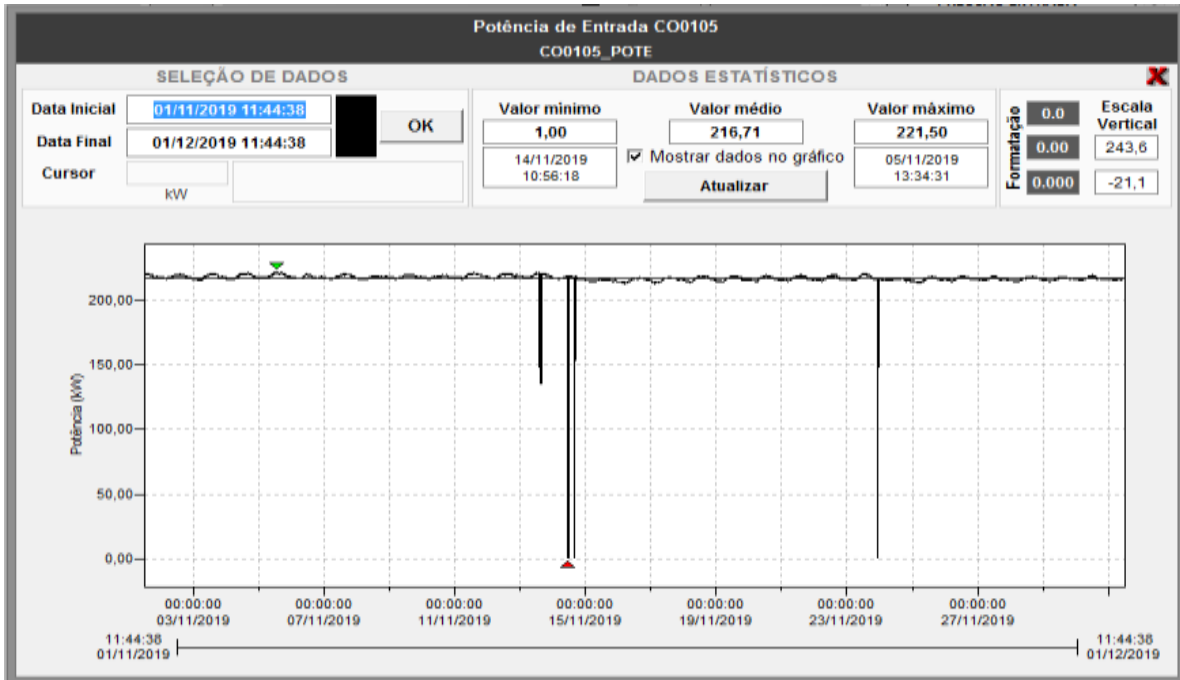 Potência de Entrada CO0105
CO0105_POTE
SELEÇÃO DE DADOS
DADOS ESTATÍSTICOS
Data Inicial 01/11/2019 11:44:38
Data Final 01/12/2019 11:44:38
OK
Cursor
kW
Valor mínimo Valor médio Valor máximo
1,00 216,71 221,50
14/11/2019
10:56:18
Mostrar dados no gráfico
05/11/2019
13:34:31
Atualizar
Formatação
0.0
0.00
0.000
Escala
Vertical
243,6
-21,1
Potência (kW)
200,00
150,00
100,00
50,00
0,00
00:00:00 00:00:00 00:00:00 00:00:00 00:00:00 00:00:00 00:00:00
03/11/2019 07/11/2019 11/11/2019 15/11/2019 19/11/2019 23/11/2019 27/11/2019
11:44:38 11:44:38
01/11/2019 01/12/2019